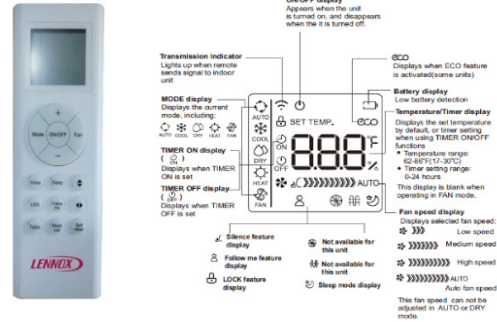 ON/OFF display
Appears when the unit
is turned on, and disappears
when the it is turned off.
Transmission Indicator
Lights up when remote
sends signal to indoor
unit
MODE display
Displays the current
mode, including:
AUTO COOL DRY HEAT FAN
TIMER ON display
Displays when TIMER
ON is set
TIMER OFF display
Displays when TIMER
OFF is set
AUTO
COOL
DRY
HEAT
FAN
SET TEMP.
ECO
ON
OFF
888
°F
%
AUTO
ECO
Displays when ECO feature
is activated(some units)
Battery display
Low battery detection
Temperature/Timer display
Displays the set temperature
by default, or timer setting
when using TIMER ON/OFF
functions
• Temperature range:
62-86°F(17-30°C)
• Timer setting range:
0-24 hours
This display is blank when
operating in FAN mode.
Fan speed display
Displays selected fan speed:
Low speed
Medium speed
High speed
AUTO
Auto fan speed
This fan speed can not be
adjusted in AUTO or DRY
mode.
Silence feature
display
Follow me feature
display
LOCK feature
display
Not available for
this unit
Not available for
this unit
Sleep mode display
Mode ON/OFF Fan
Timer Temp
LED
Turbo
LENNOX